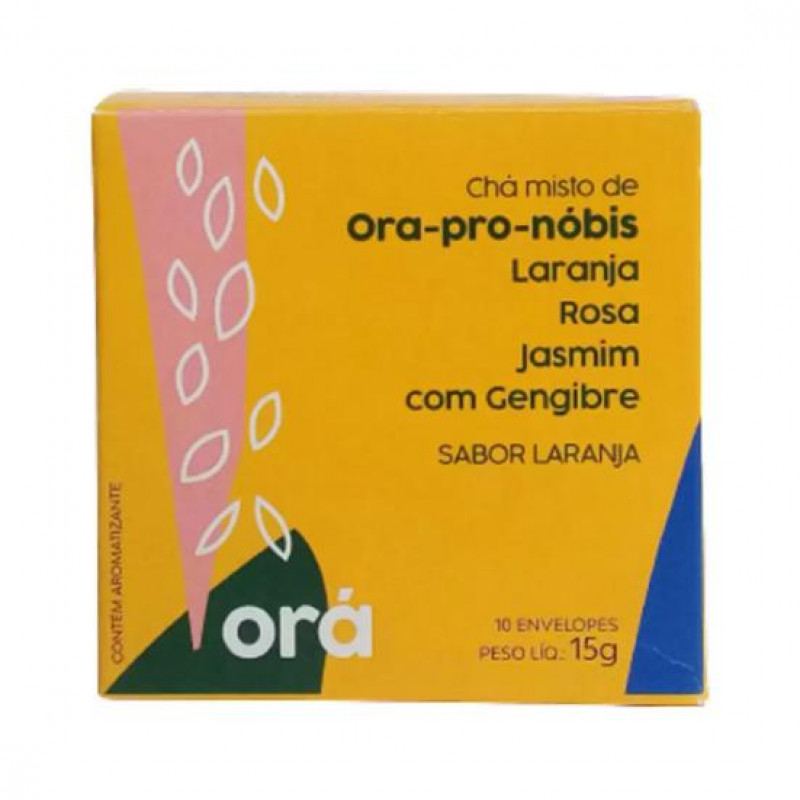 Chá misto de
Ora-pro-nóbis
Laranja
Rosa
Jasmim
com Gengibre
SABOR LARANJA
CONTÉM AROMATIZANTE
orá
10 ENVELOPES
PESO LÍQ.: 15g